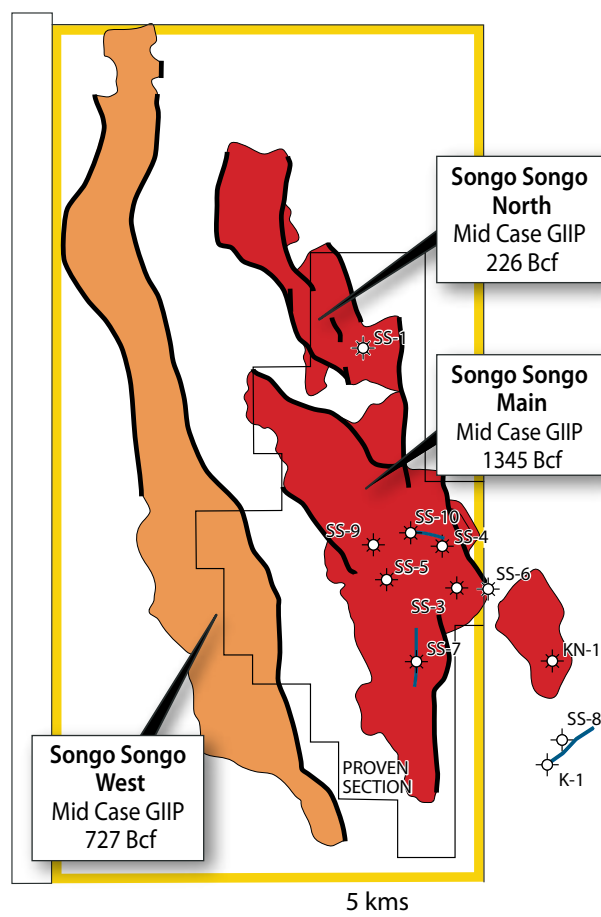 Songo Songo
North
Mid Case GIIP
226 Bcf
SS-1
Songo Songo
Main
Mid Case GIIP
1345 Bcf
SS-10
SS-9
SS-4
SS-5
SS-6
SS-3
SS-7
KN-1
SS-8
K-1
PROVEN
SECTION
Songo Songo
West
Mid Case GIIP
727 Bcf
5 kms